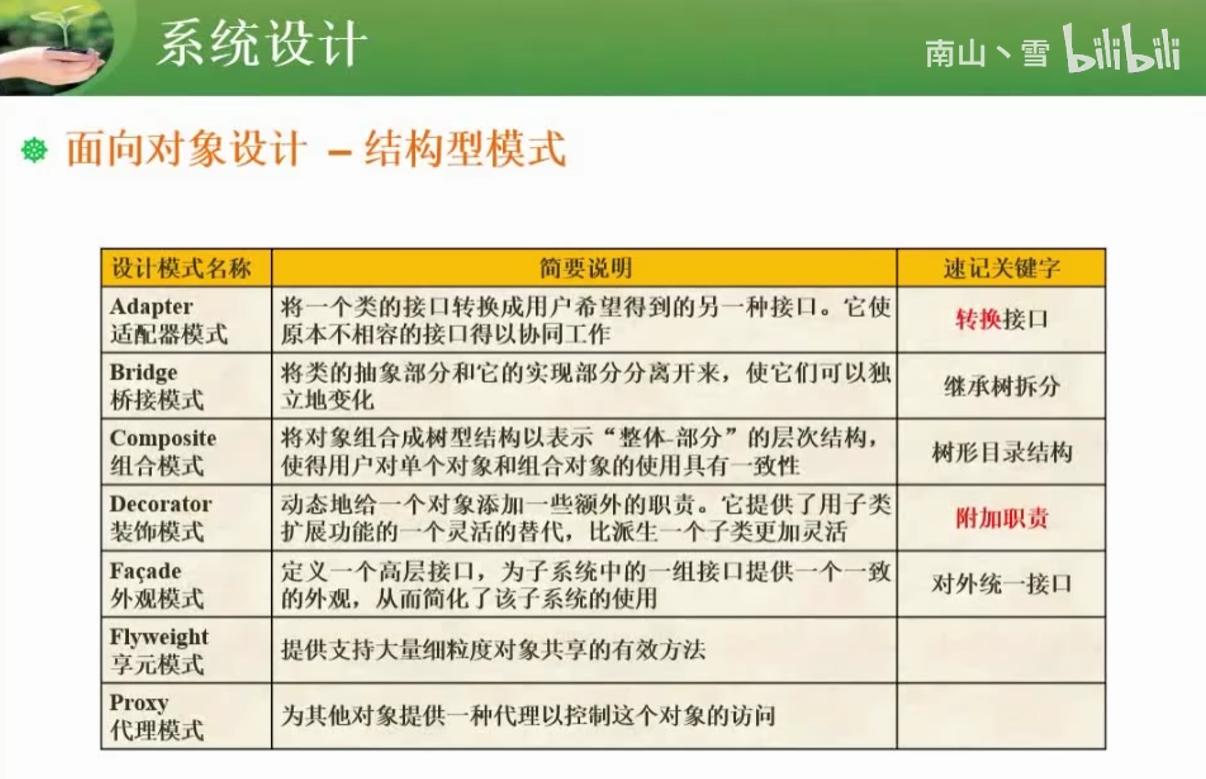 系统设计
南山丶雪 bilibili
面向对象设计 – 结构型模式
设计模式名称 简要说明 速记关键字
Adapter
适配器模式
将一个类的接口转换成用户希望得到的另一种接口。它使
原本不相容的接口得以协同工作
转换接口
Bridge
桥接模式
将类的抽象部分和它的实现部分分离开来，使它们可以独
立地变化
继承树拆分
Composite
组合模式
将对象组合成树型结构以表示“整体-部分”的层次结构，
使得用户对单个对象和组合对象的使用具有一致性
树形目录结构
Decorator
装饰模式
动态地给一个对象添加一些额外的职责。它提供了用子类
扩展功能的一个灵活的替代，比派生一个子类更加灵活
附加职责
Façade
外观模式
定义一个高层接口，为子系统中的一组接口提供一个一致
的外观，从而简化了该子系统的使用
对外统一接口
Flyweight
享元模式
提供支持大量细粒度对象共享的有效方法
Proxy
代理模式
为其他对象提供一种代理以控制这个对象的访问